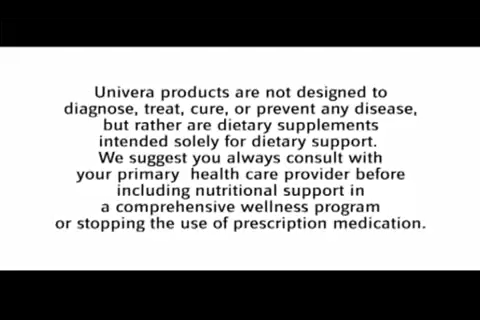 Univera products are not designed to
diagnose, treat, cure, or prevent any disease,
but rather are dietary supplements
intended solely for dietary support.
We suggest you always consult with
your primary  health care provider before
including nutritional support in
a comprehensive wellness program
or stopping the use of prescription medication.